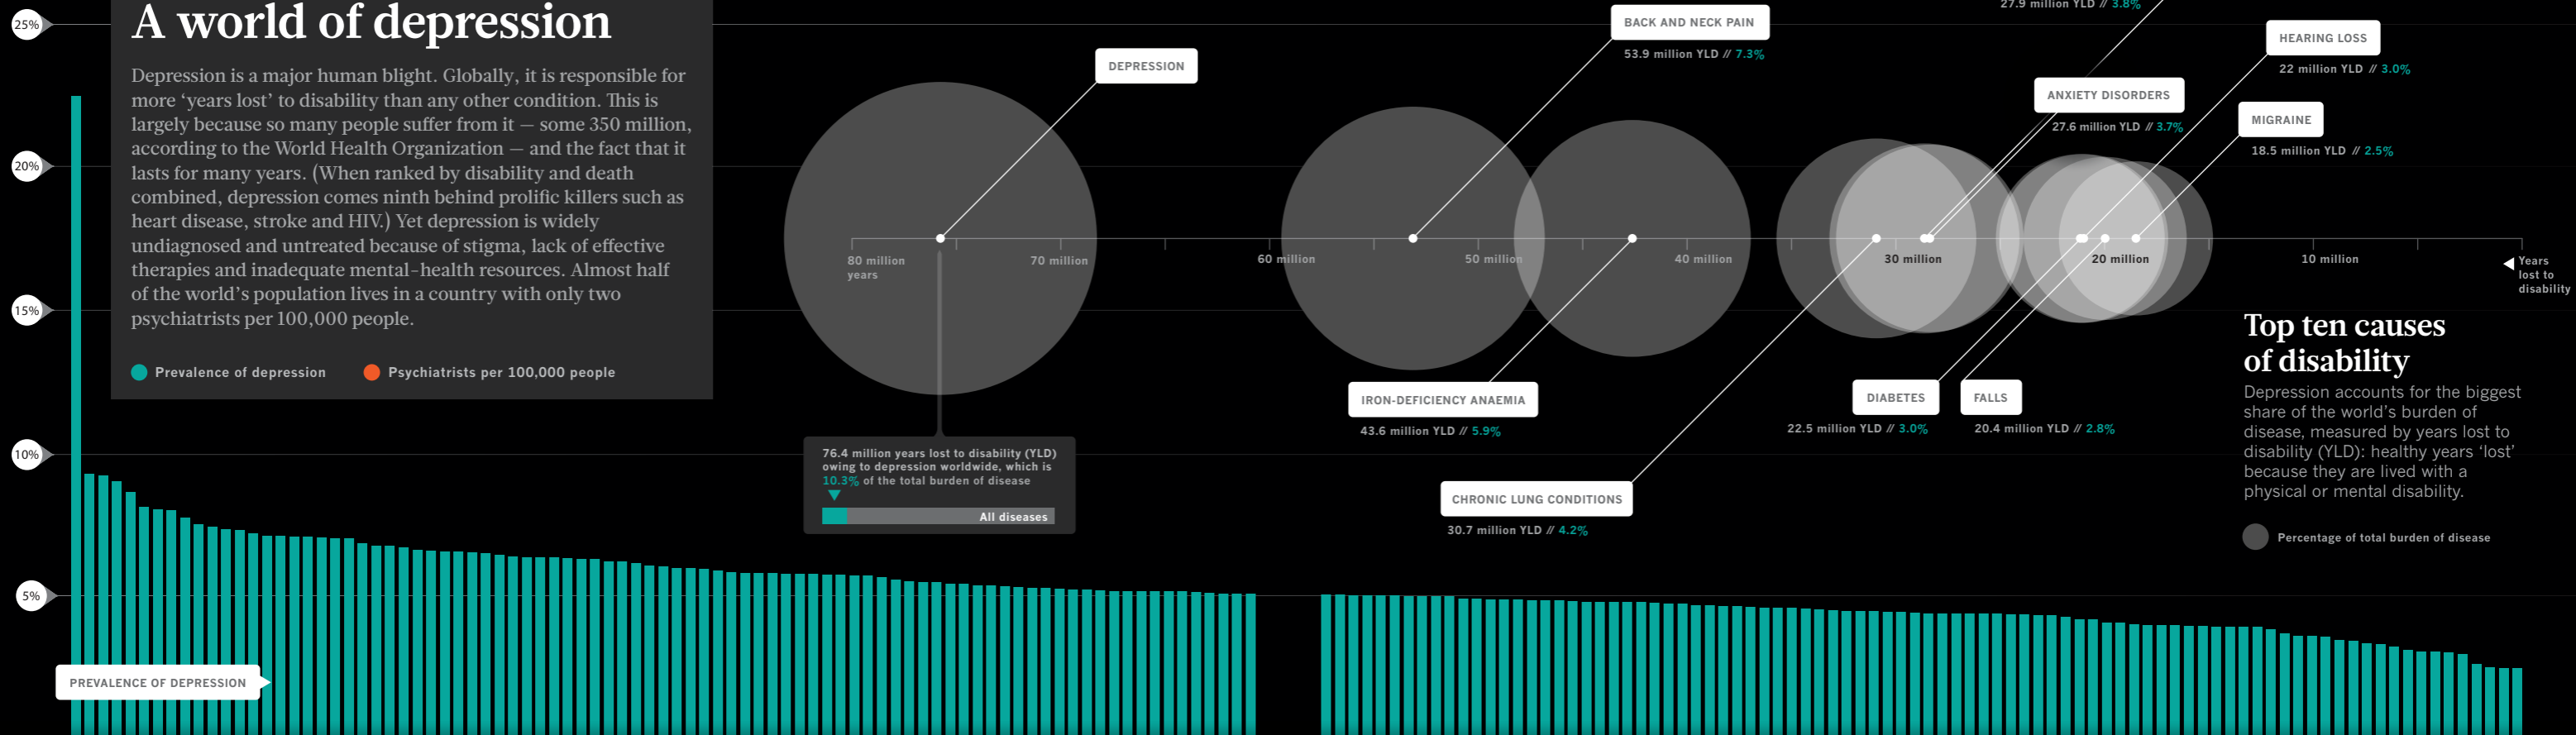 A world of depression
Depression is a major human blight. Globally, it is responsible for
more ‘years lost’ to disability than any other condition. This is
largely because so many people suffer from it — some 350 million,
according to the World Health Organization — and the fact that it
lasts for many years. (When ranked by disability and death
combined, depression comes ninth behind prolific killers such as
heart disease, stroke and HIV.) Yet depression is widely
undiagnosed and untreated because of stigma, lack of effective
therapies and inadequate mental-health resources. Almost half
of the world’s population lives in a country with only two
psychiatrists per 100,000 people.
Prevalence of depression
Psychiatrists per 100,000 people
25%
20%
15%
10%
5%
PREVALENCE OF DEPRESSION
DEPRESSION
76.4 million years lost to disability (YLD)
owing to depression worldwide, which is
10.3% of the total burden of disease
All diseases
BACK AND NECK PAIN
53.9 million YLD // 7.3%
IRON-DEFICIENCY ANAEMIA
43.6 million YLD // 5.9%
CHRONIC LUNG CONDITIONS
30.7 million YLD // 4.2%
27.9 million YLD // 3.8%
ANXIETY DISORDERS
27.6 million YLD // 3.7%
DIABETES
22.5 million YLD // 3.0%
HEARING LOSS
22 million YLD // 3.0%
FALLS
20.4 million YLD // 2.8%
MIGRAINE
18.5 million YLD // 2.5%
80 million
years
70 million
60 million
50 million
40 million
30 million
20 million
10 million
Years
lost to
disability
Top ten causes
of disability
Depression accounts for the biggest
share of the world’s burden of
disease, measured by years lost to
disability (YLD): healthy years ‘lost’
because they are lived with a
physical or mental disability.
Percentage of total burden of disease